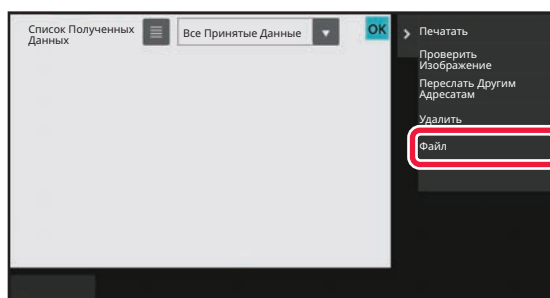 Список Полученных
Данных
Все Принятые Данные
OK
Печатать
Проверить
Изображение
Переслать Другим
Адресатам
Удалить
Файл